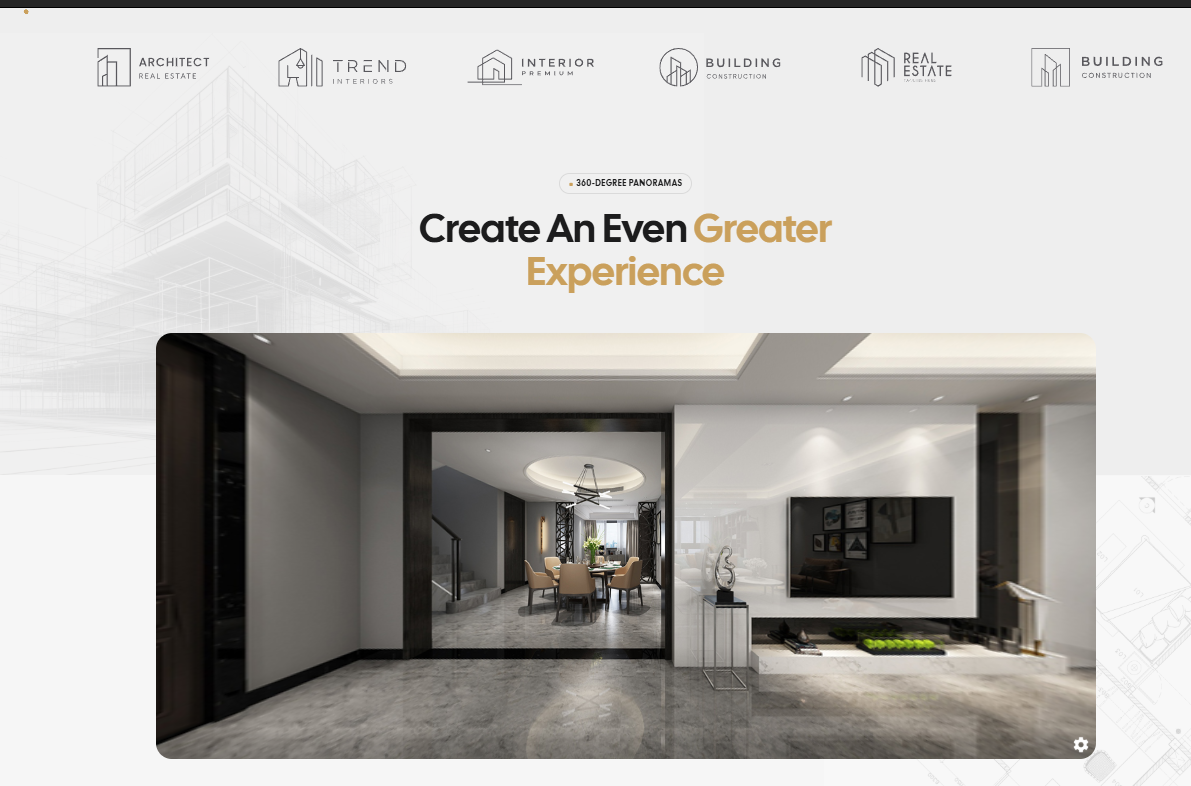 ARCHITECT
REAL ESTATE
TREND
INTERIORS
INTERIOR
PREMIUM
BUILDING
CONSTRUCTION
REAL
ESTATE
BUILDING
CONSTRUCTION
360-DEGREE PANORAMAS
Create An Even Greater
Experience